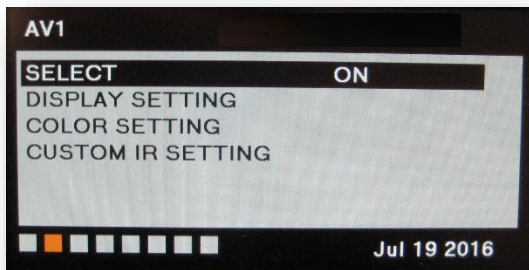 AV1
SELECT ON
DISPLAY SETTING
COLOR SETTING
CUSTOM IR SETTING
Jul 19 2016